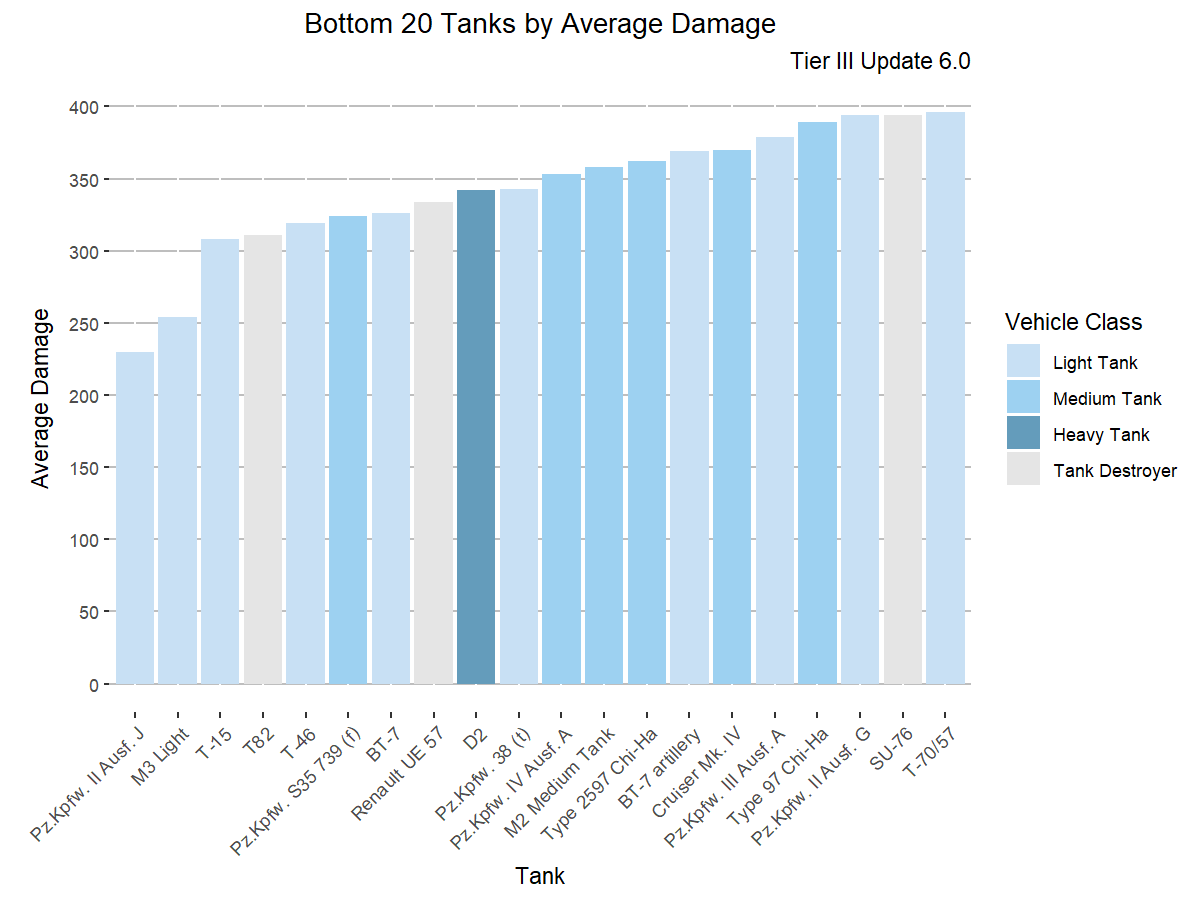 Bottom 20 Tanks by Average Damage
Tier III Update 6.0
Average Damage
400
350
300
250
200
150
100
50
0
Pz.Kpfw. II Ausf. J
M3 Light
T-15
T82
T-46
Pz.Kpfw. S35 739 (f)
BT-7
Renault UE 57
D2
Pz.Kpfw. 38 (t)
Pz.Kpfw. IV Ausf. A
M2 Medium Tank
Type 2597 Chi-Ha
BT-7 artillery
Cruiser Mk. IV
Pz.Kpfw. III Ausf. A
Type 97 Chi-Ha
Pz.Kpfw. II Ausf. G
SU-76
T-70/57
Tank
Vehicle Class
Light Tank
Medium Tank
Heavy Tank
Tank Destroyer